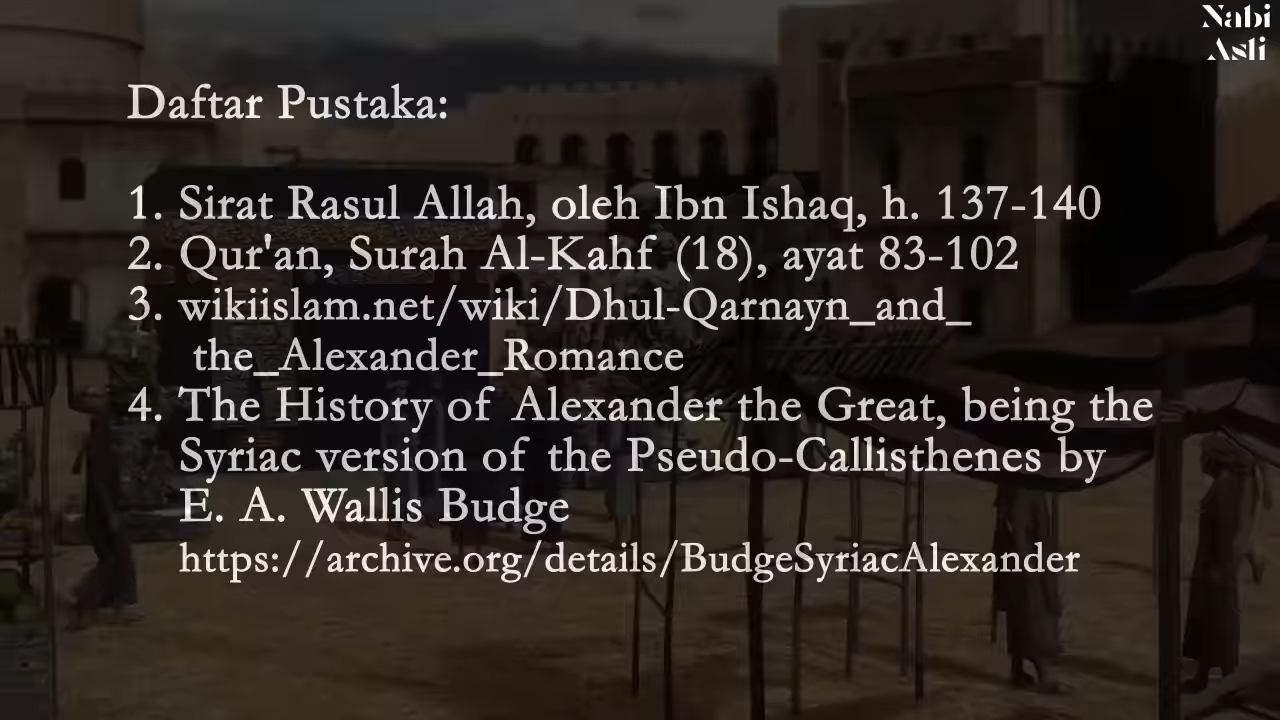 Nabi
Asli
Daftar Pustaka:
1. Sirat Rasul Allah, oleh Ibn Ishaq, h. 137-140
2. Qur'an, Surah Al-Kahf (18), ayat 83-102
3. wikiislam.net/wiki/Dhul-Qarnayn_and_
the_Alexander_Romance
4. The History of Alexander the Great, being the
Syriac version of the Pseudo-Callisthenes by
E. A. Wallis Budge
https://archive.org/details/BudgeSyriacAlexander